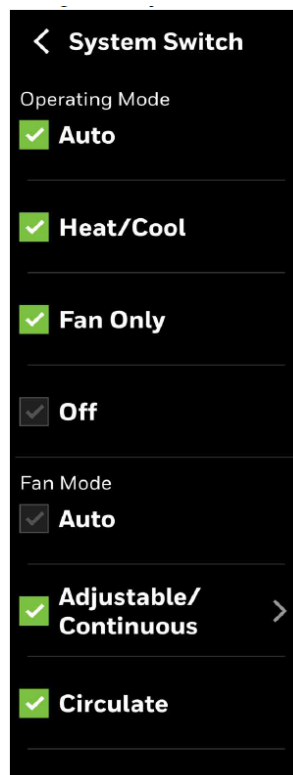 System Switch
Operating Mode
Auto
Heat/Cool
Fan Only
Off
Fan Mode
Auto
Adjustable/
Continuous
Circulate